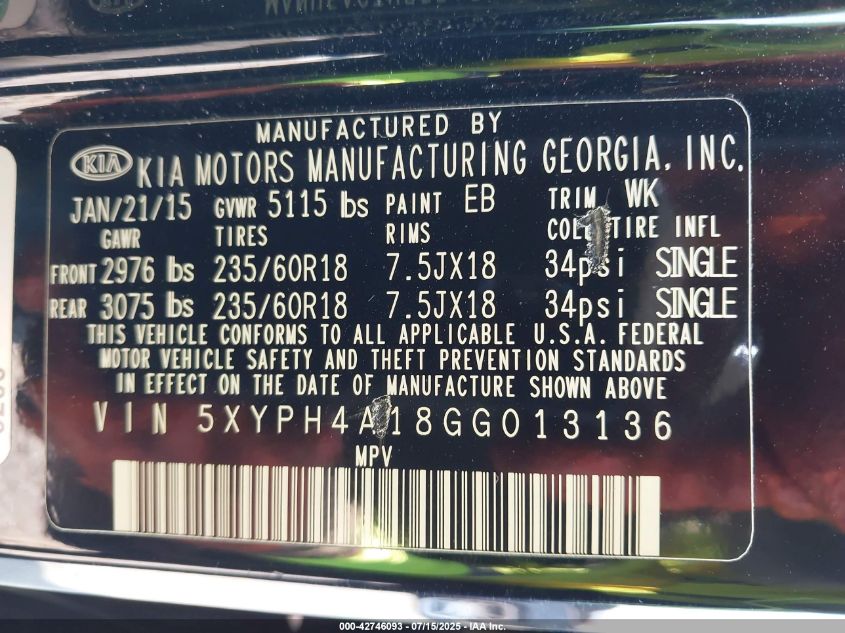 MANUFACTURED BY
KIA KIA MOTORS MANUFACTURING GEORGIA, INC.
JAN/21/15 GVWR 5115 lbs PAINT EB TRIM WK
GAWR TIRES RIMS COLD TIRE INFL
FRONT 2976 lbs 235/60R18 7.5JX18 34psi SINGLE
REAR 3075 lbs 235/60R18 7.5JX18 34psi SINGLE
THIS VEHICLE CONFORMS TO ALL APPLICABLE U.S.A. FEDERAL
MOTOR VEHICLE SAFETY AND THEFT PREVENTION STANDARDS
IN EFFECT ON THE DATE OF MANUFACTURE SHOWN ABOVE
VIN 5XYPH4A18GG013136
MPV
000-42746093 - 07/15/2025 - IAA Inc.